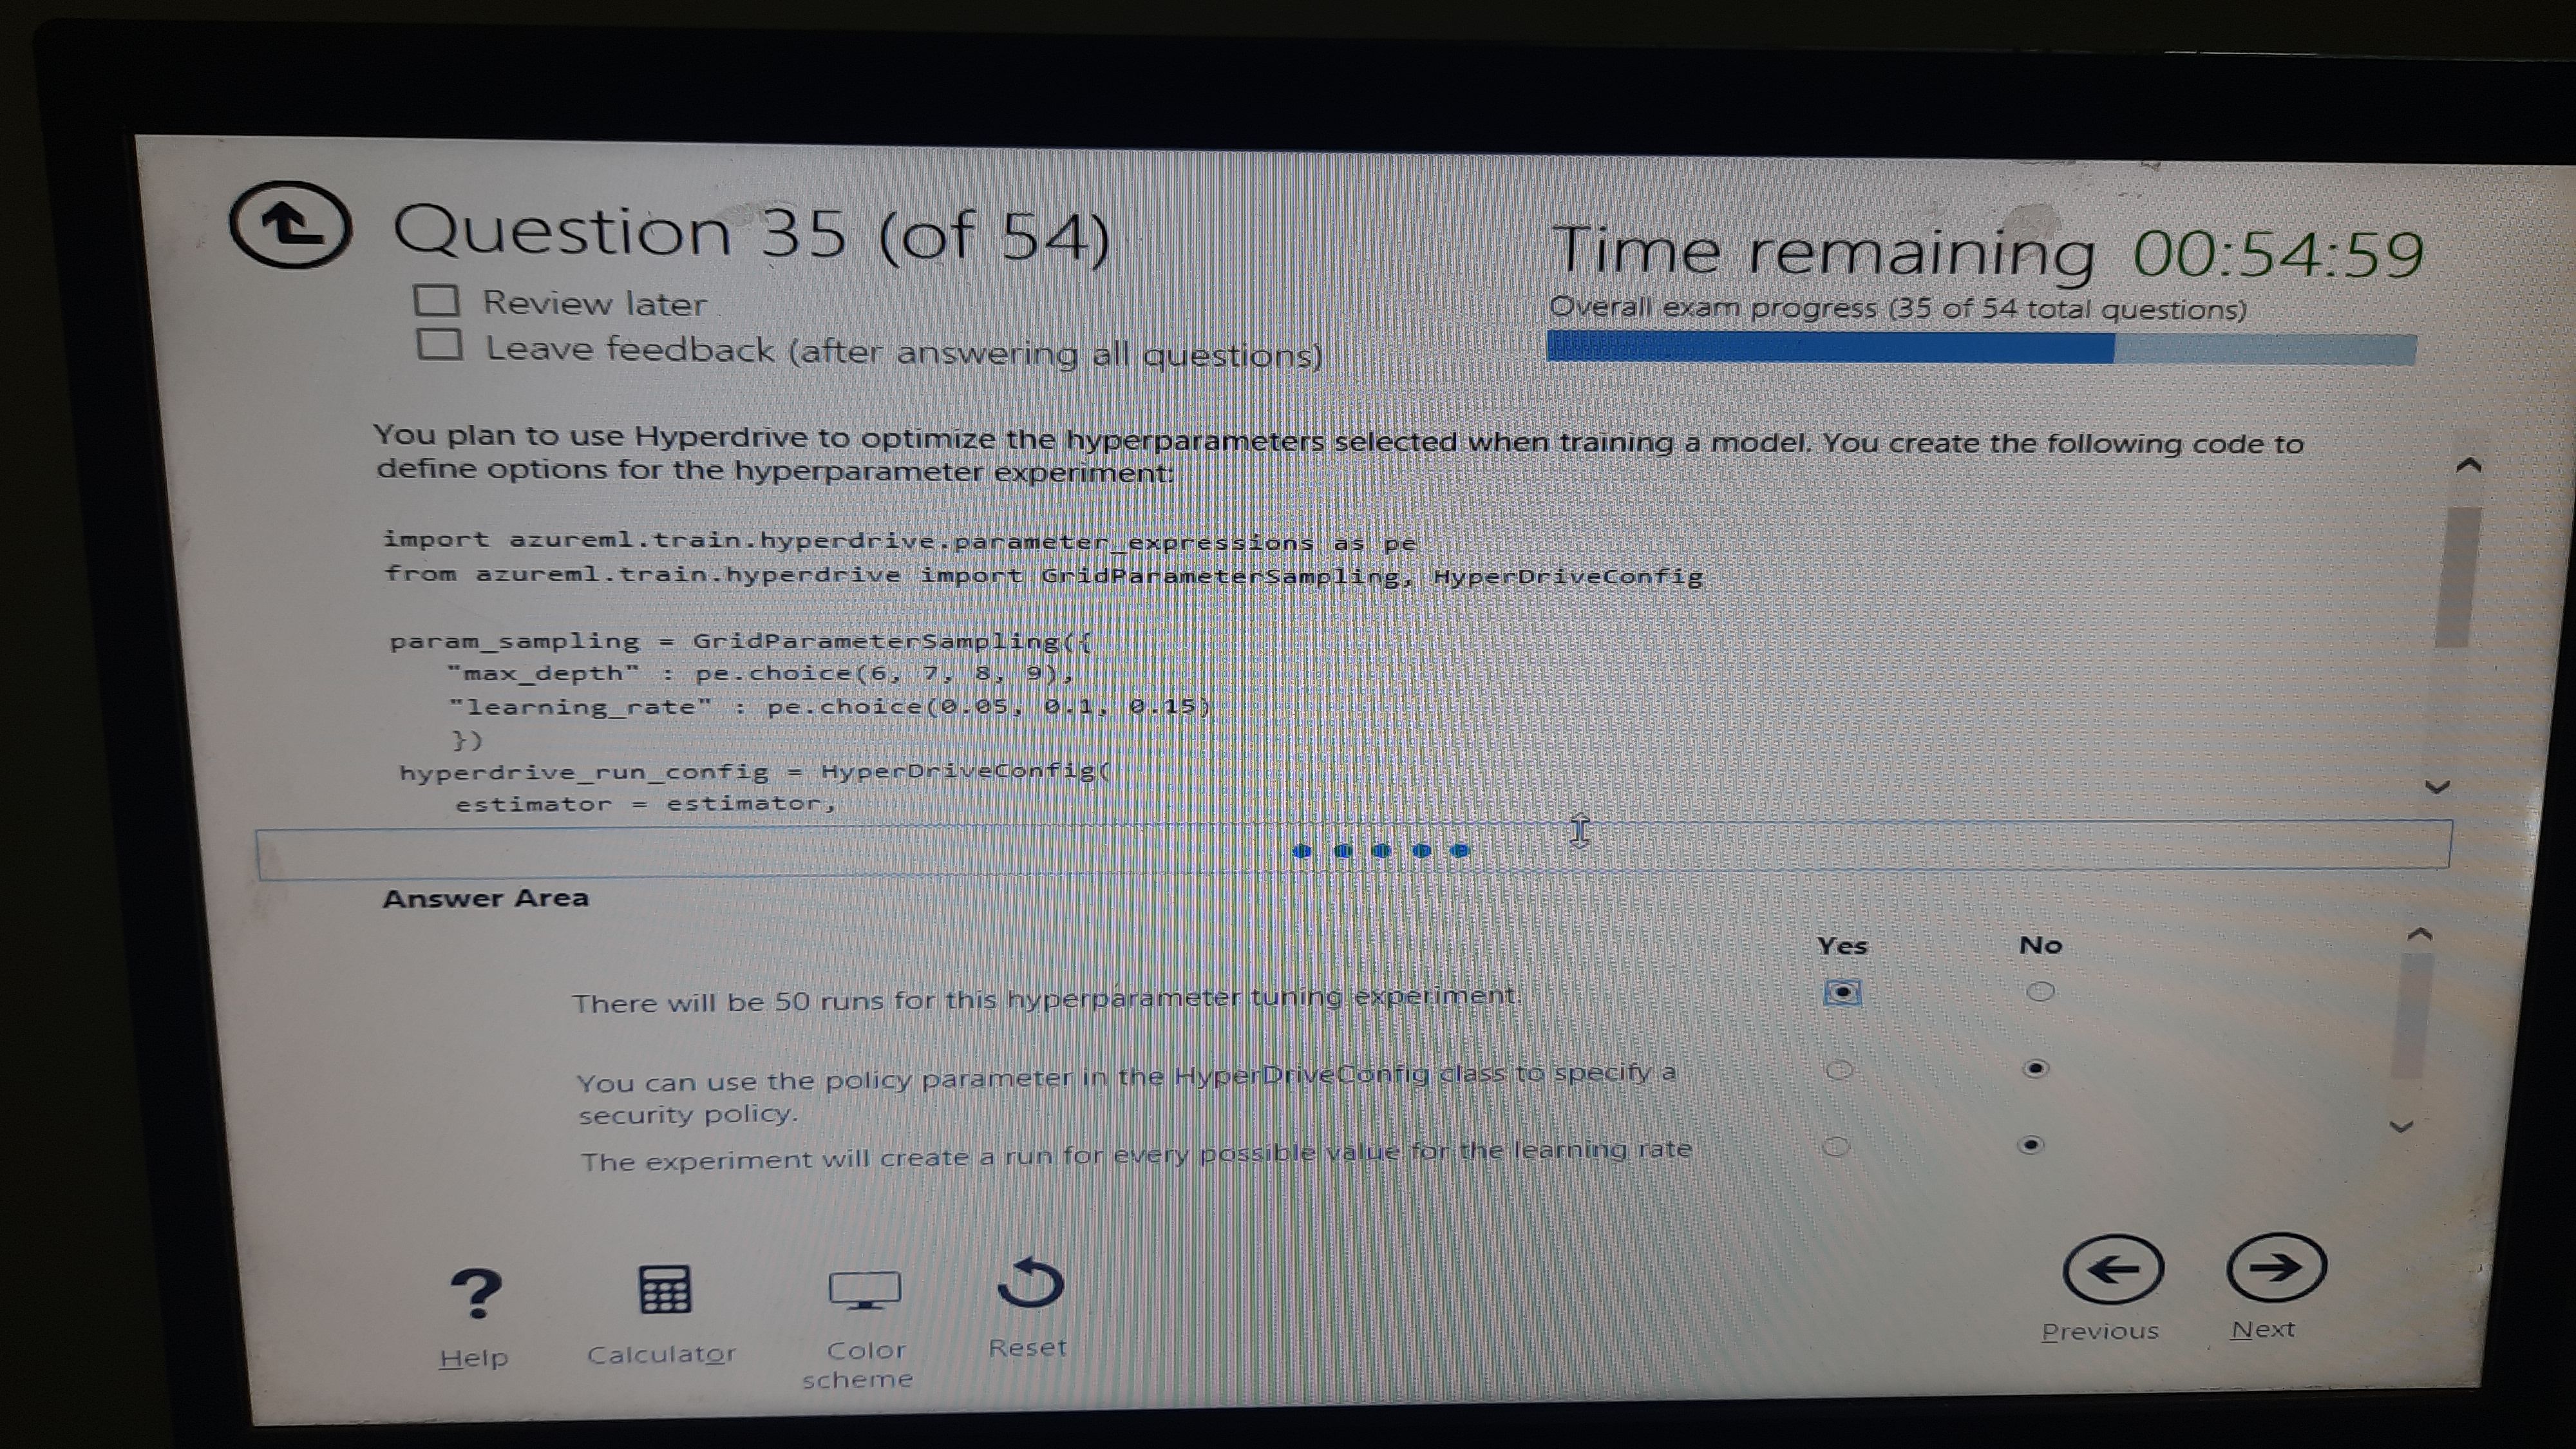 Question 35 (of 54)
Time remaining 00:54:59
Review later
Leave feedback (after answering all questions)
Overall exam progress (35 of 54 total questions)
You plan to use Hyperdrive to optimize the hyperparameters selected when training a model. You create the following code to
define options for the hyperparameter experiment:
import azureml.train.hyperdrive.parameter_expressions as pe
from azureml.train.hyperdrive import GridParameterSampling, HyperDriveConfig
param_sampling = GridParameterSampling({
"max_depth" : pe.choice(6, 7, 8, 9),
"learning_rate" : pe.choice(0.05, 0.1, 0.15)
})
hyperdrive_run_config = HyperDriveConfig(
estimator = estimator,
Answer Area
Yes No
There will be 50 runs for this hyperparameter tuning experiment.
You can use the policy parameter in the HyperDriveConfig class to specify a
security policy.
The experiment will create a run for every possible value for the learning rate
? 
Help
Calculator
Color
scheme
Reset
Previous
Next